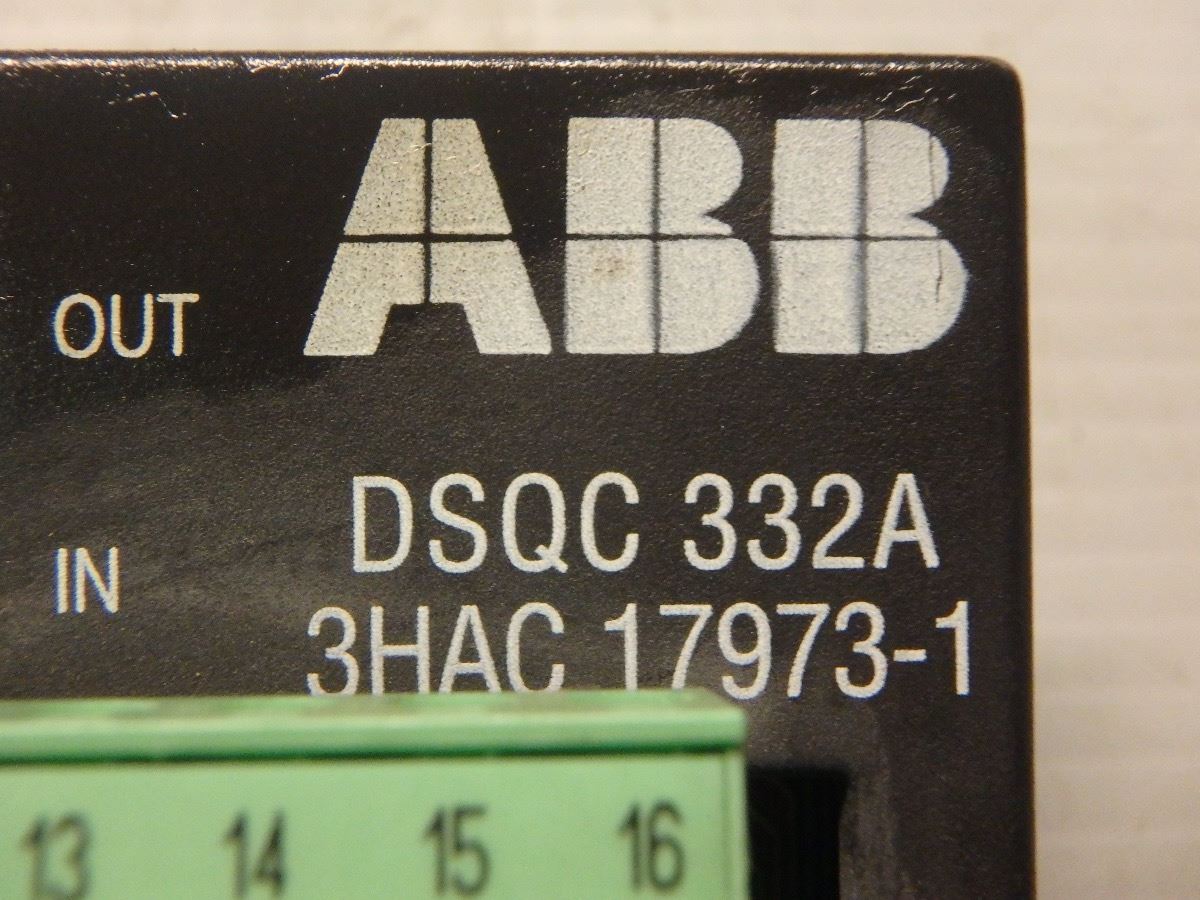 ABB
OUT
DSQC 332A
IN
3HAC 17973-1
13 14 15 16